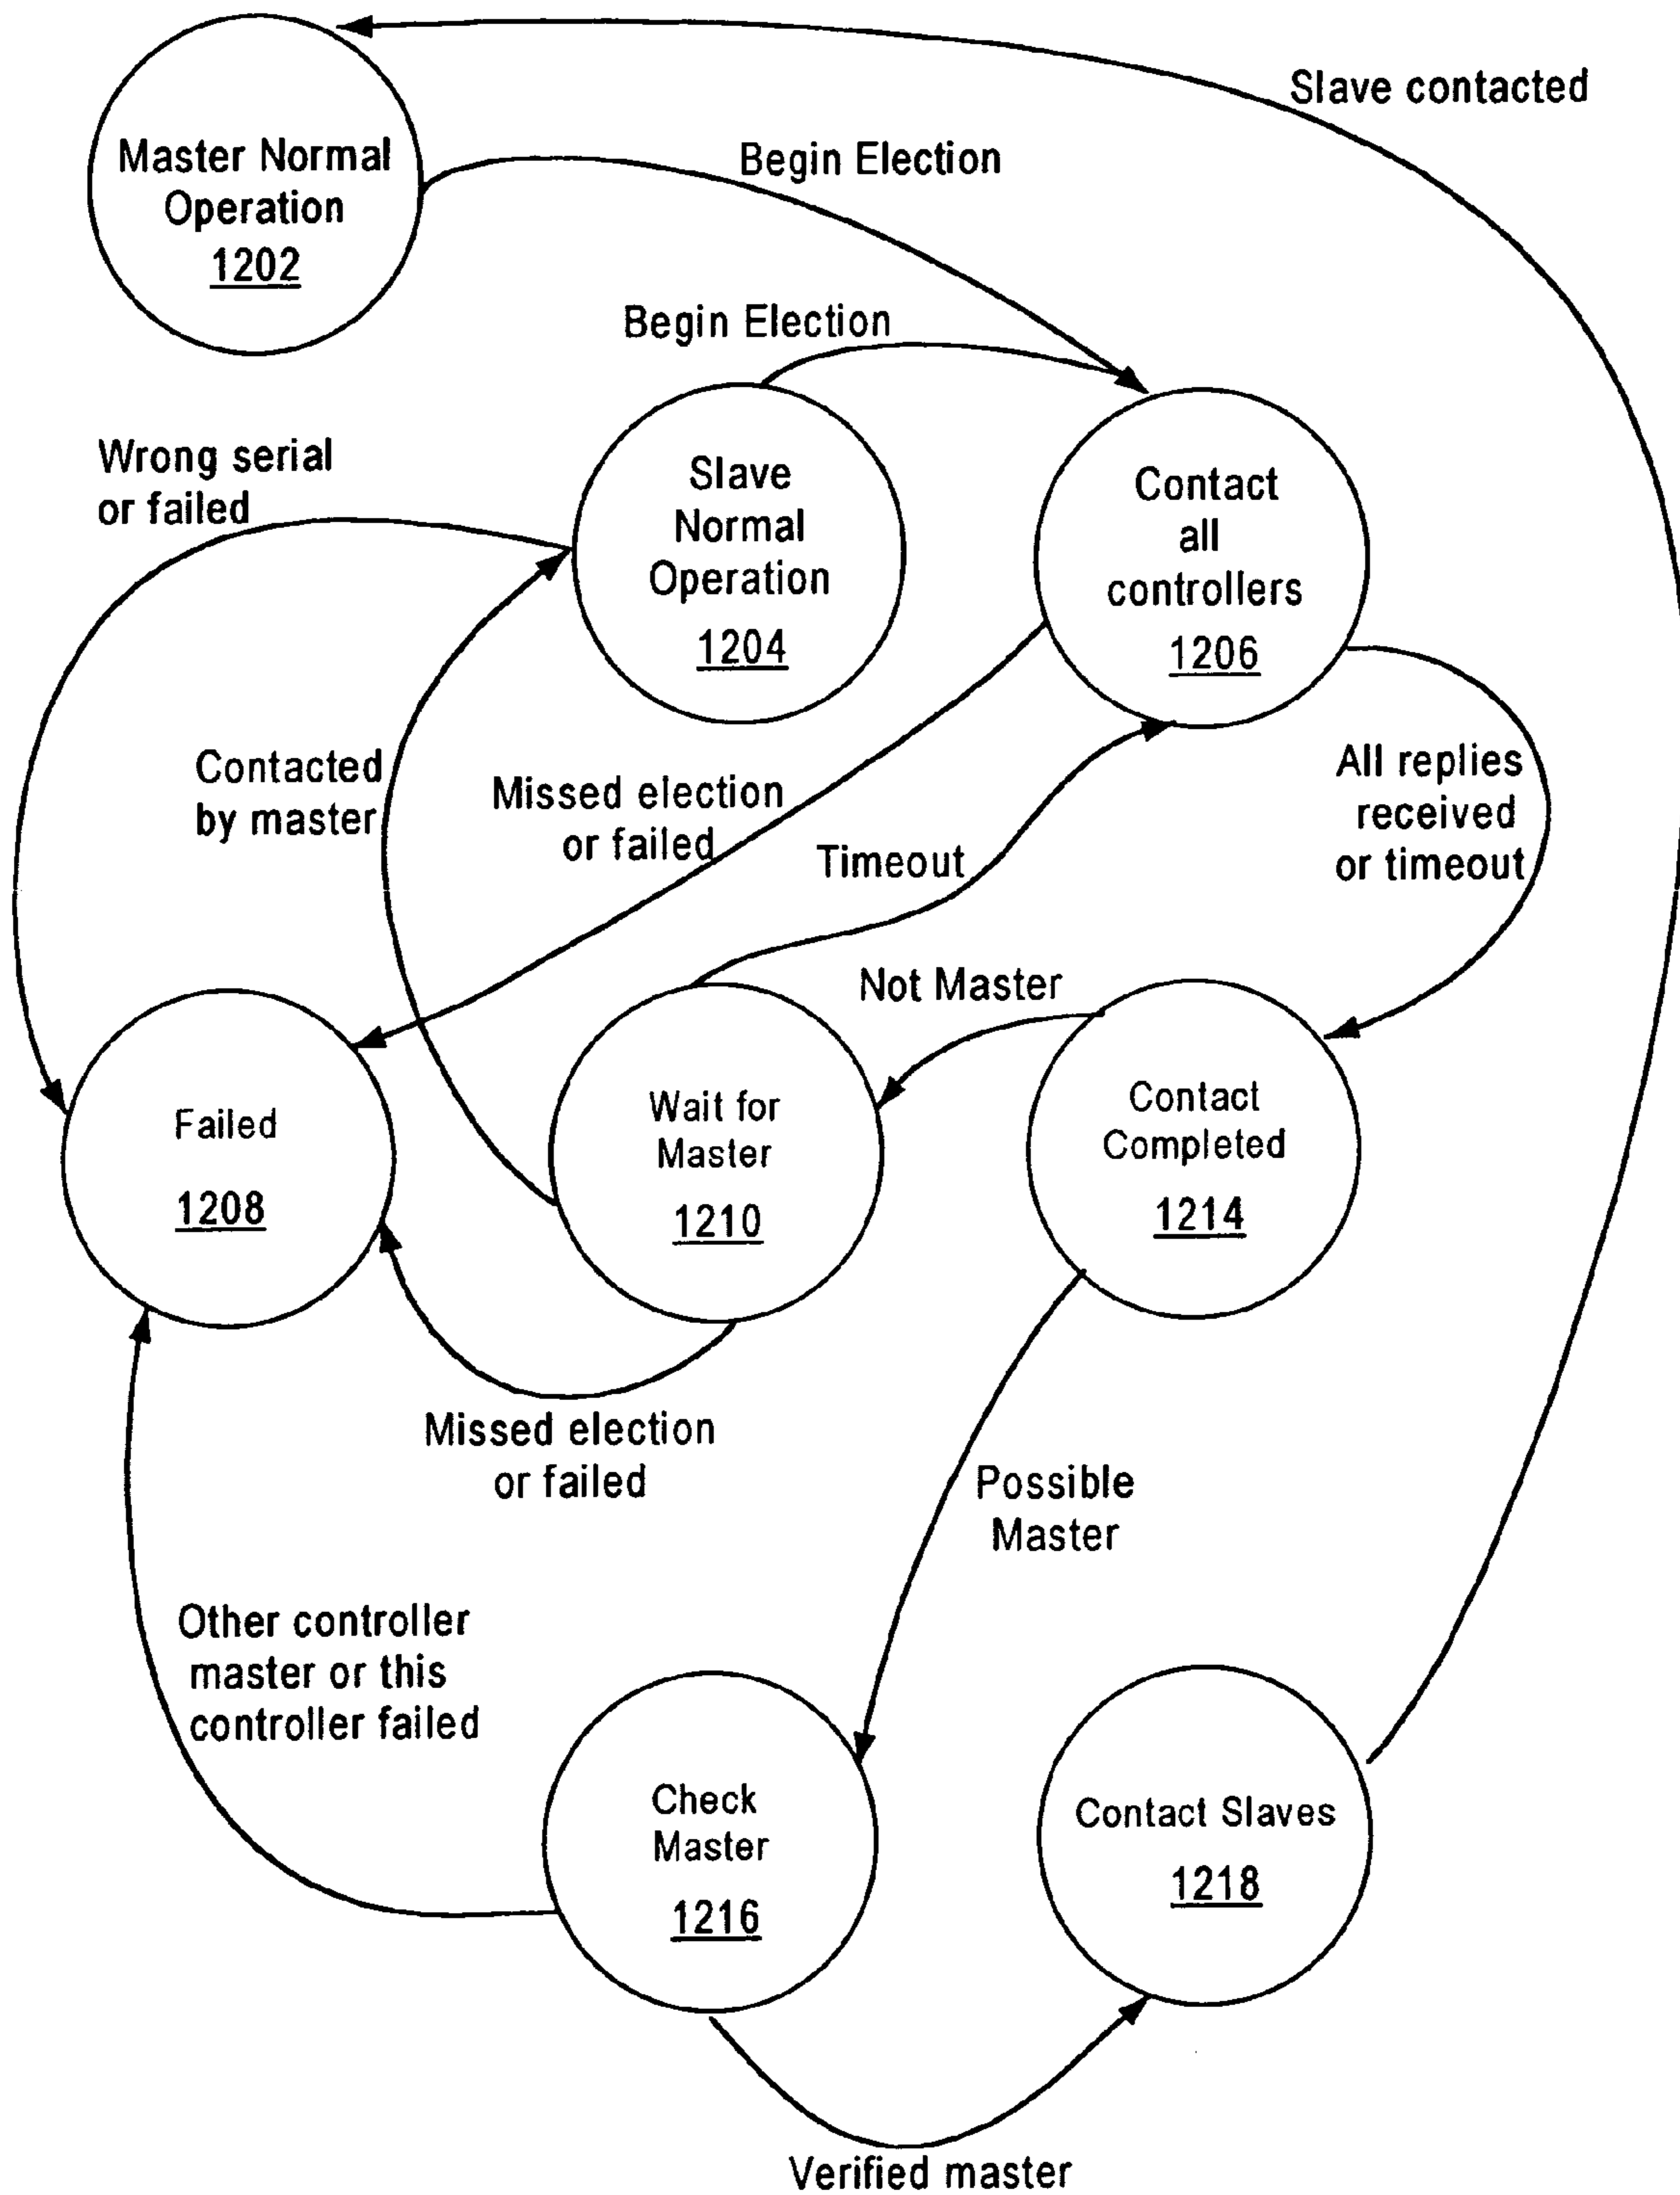 Slave contacted
Master Normal
Operation
1202
Begin Election
Begin Election
Wrong serial
or failed
Slave
Normal
Operation
1204
Contact
all
controllers
1206
Contacted
by master
Missed election
or failed
Timeout
All replies
received
or timeout
Not Master
Failed
1208
Wait for
Master
1210
Contact
Completed
1214
Missed election
or failed
Possible
Master
Other controller
master or this
controller failed
Check
Master
1216
Contact Slaves
1218
Verified master